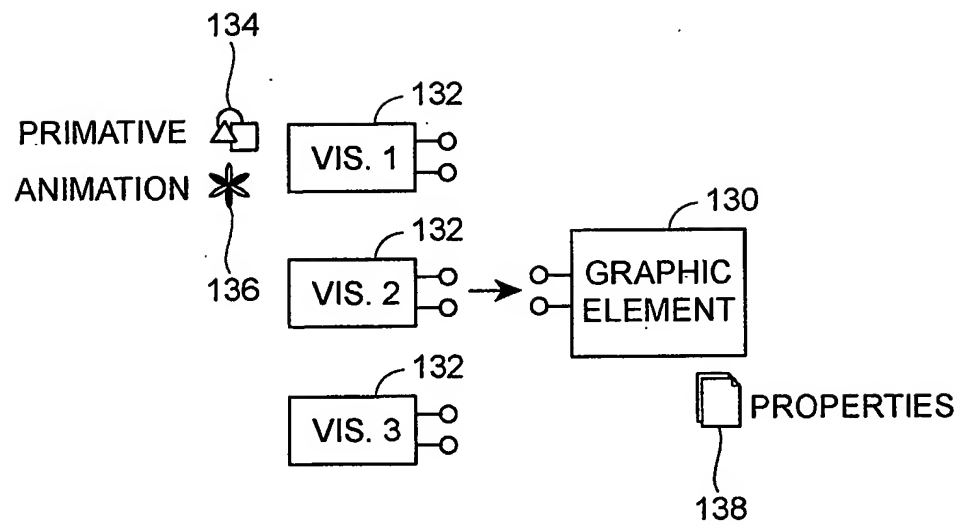 134
132
PRIMATIVE
VIS. 1
ANIMATION
132
130
136
VIS. 2
GRAPHIC
ELEMENT
132
VIS. 3
PROPERTIES
138